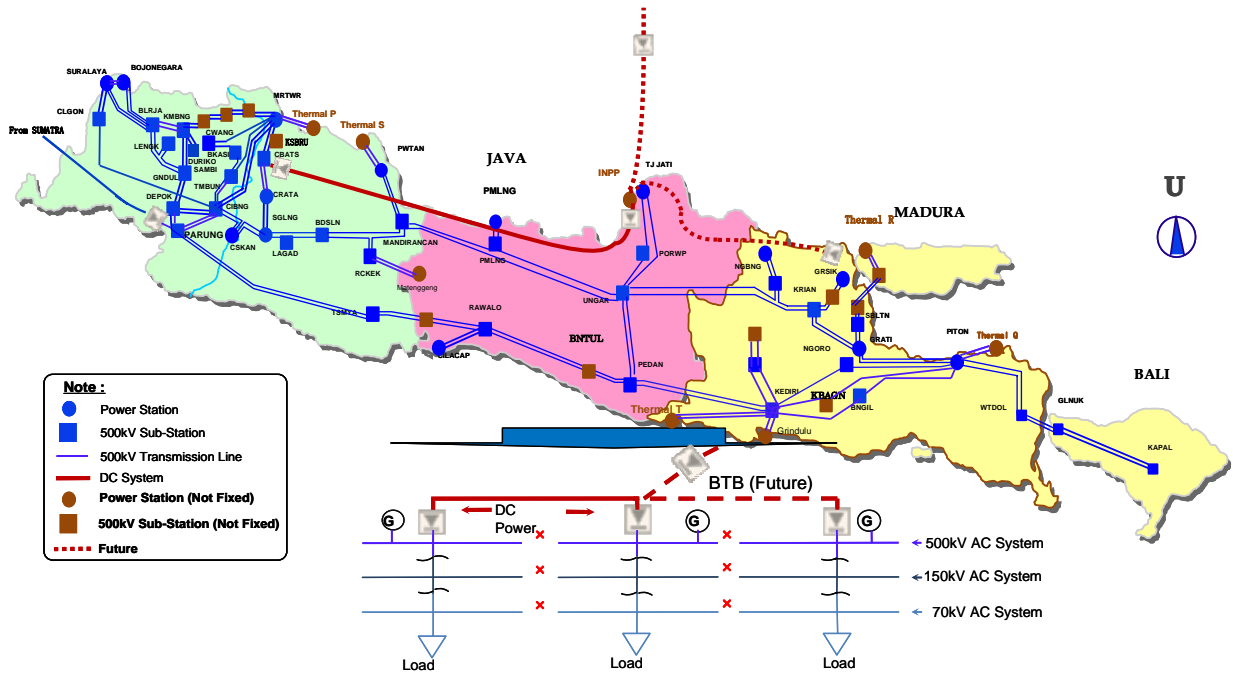 SURALAYA
BOJONEGARA
CLGON
BLRJA
KMBNG
MRTWR
Thermal P
Thermal S
From SUMATRA
CWANG
KSBRU
LENGK
DURIKO
BKASI
CBATS
PWTAN
SAMBI
GNDUL
TMBUN
JAVA
DEPOK
CIBNG
CRATA
PARUNG
SGLNG
BDSLN
CSKAN
LAGAD
MANDIRANCAN
RCKEK
Matenggeng
PMLNG
PMLNG
INPP
TJ JATI
PORWP
UNGAR
TSMYA
RAWALO
CILACAP
BNTUL
PEDAN
Thermal T
NGBNG
GRSIK
KRIAN
Thermal R
MADURA
SBLTN
NGORO
GRATI
PITON
Thermal Q
KEDIRI
KBAGN
BNGIL
Grindulu
WTDOL
BALI
GLNUK
KAPAL
U
Note :
Power Station
500kV Sub-Station
500kV Transmission Line
DC System
Power Station (Not Fixed)
500kV Sub-Station (Not Fixed)
Future
BTB (Future)
DC
Power
G
G
G
500kV AC System
150kV AC System
70kV AC System
Load
Load
Load